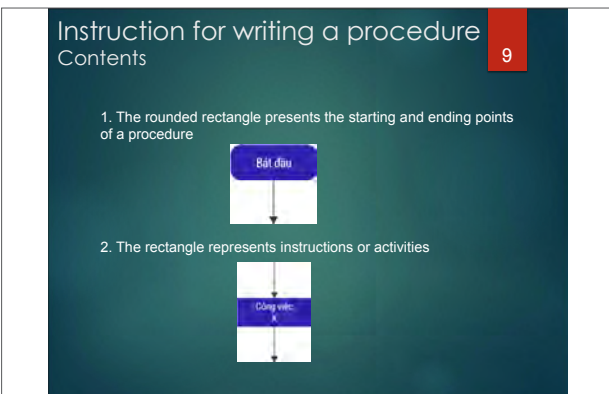 Instruction for writing a procedure
Contents
9
1. The rounded rectangle presents the starting and ending points
of a procedure
Bắt đầu
2. The rectangle represents instructions or activities
Công việc
X